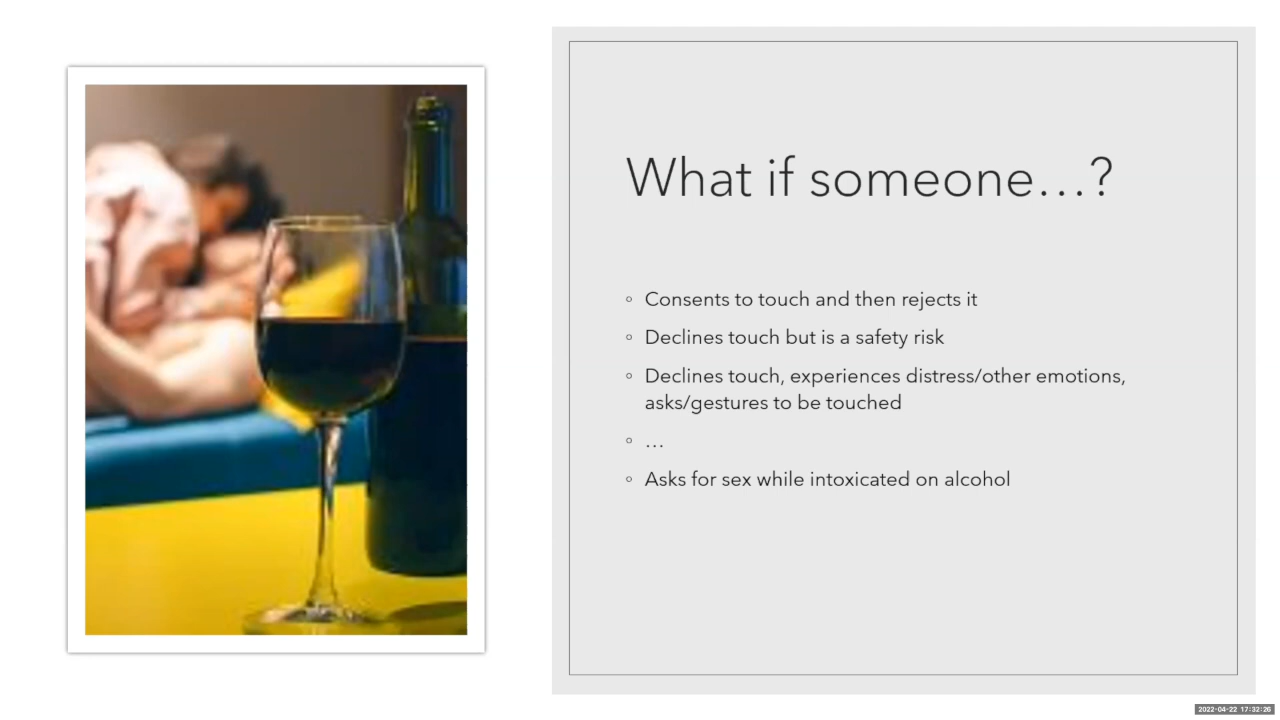 What if someone…?
◦ Consents to touch and then rejects it
◦ Declines touch but is a safety risk
◦ Declines touch, experiences distress/other emotions,
asks/gestures to be touched
◦ …
◦ Asks for sex while intoxicated on alcohol
2022-04-22 17:32:26